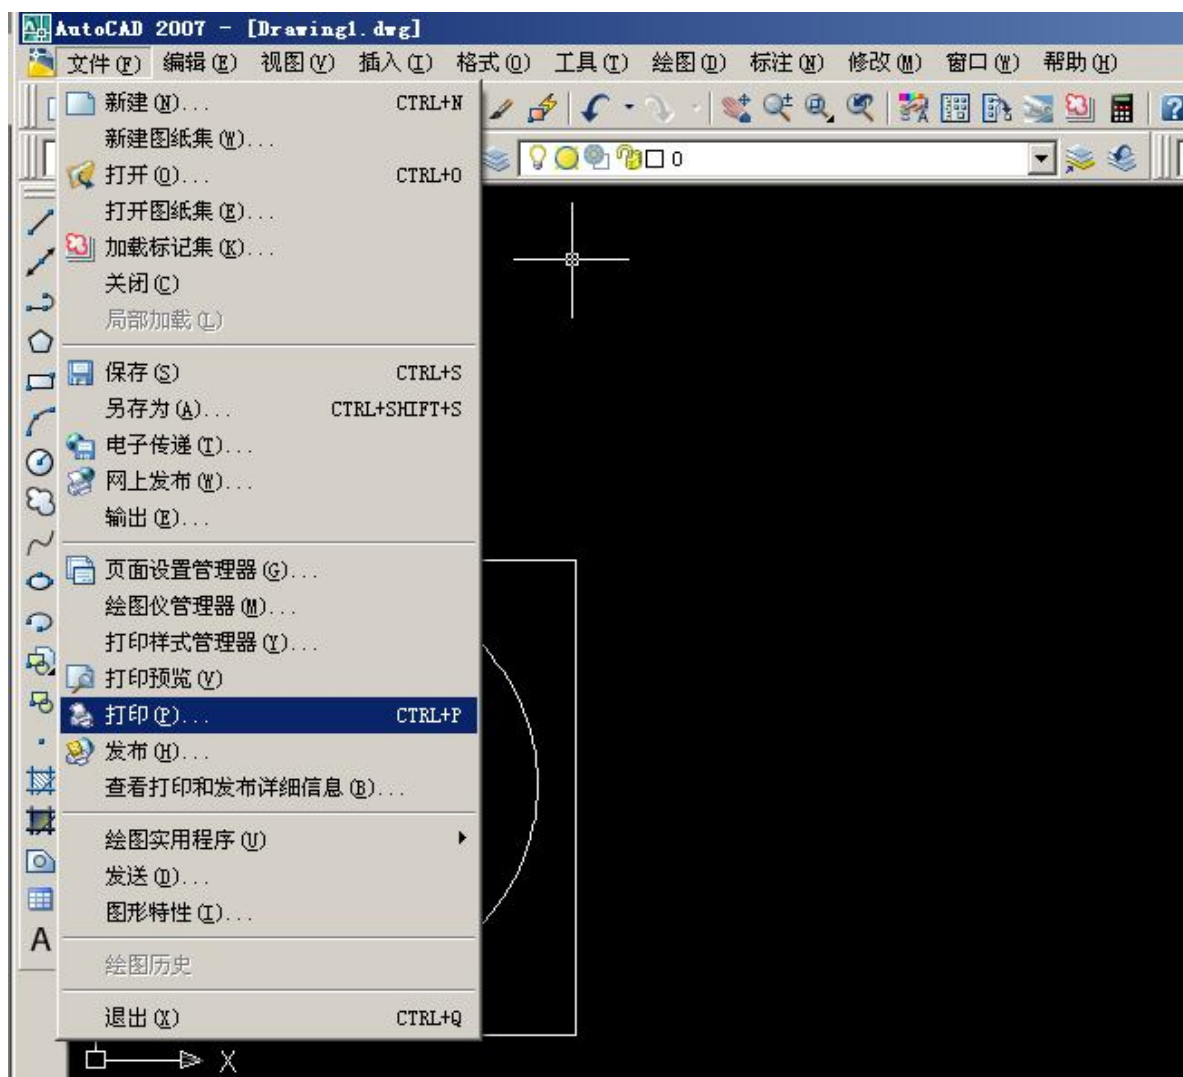 AutoCAD 2007 - [Drawing1.dwg]
文件(F) 编辑(E) 视图(V) 插入(I) 格式(O) 工具(T) 绘图(D) 标注(N) 修改(M) 窗口(W) 帮助(H)
新建(N)... CTRL+N
新建图纸集(W)...
0
打开(O)... CTRL+O
打开图纸集(E)...
加载标记集(K)...
关闭(C)
局部加载(L)
保存(S) CTRL+S
另存为(A)... CTRL+SHIFT+S
电子传递(T)...
网上发布(W)...
输出(E)...
页面设置管理器(G)...
绘图仪管理器(M)...
打印样式管理器(Y)...
打印预览(V)
打印(P)... CTRL+P
发布(H)...
查看打印和发布详细信息(B)...
绘图实用程序(U)
发送(D)...
图形特性(I)...
A
绘图历史
退出(X) CTRL+Q
X